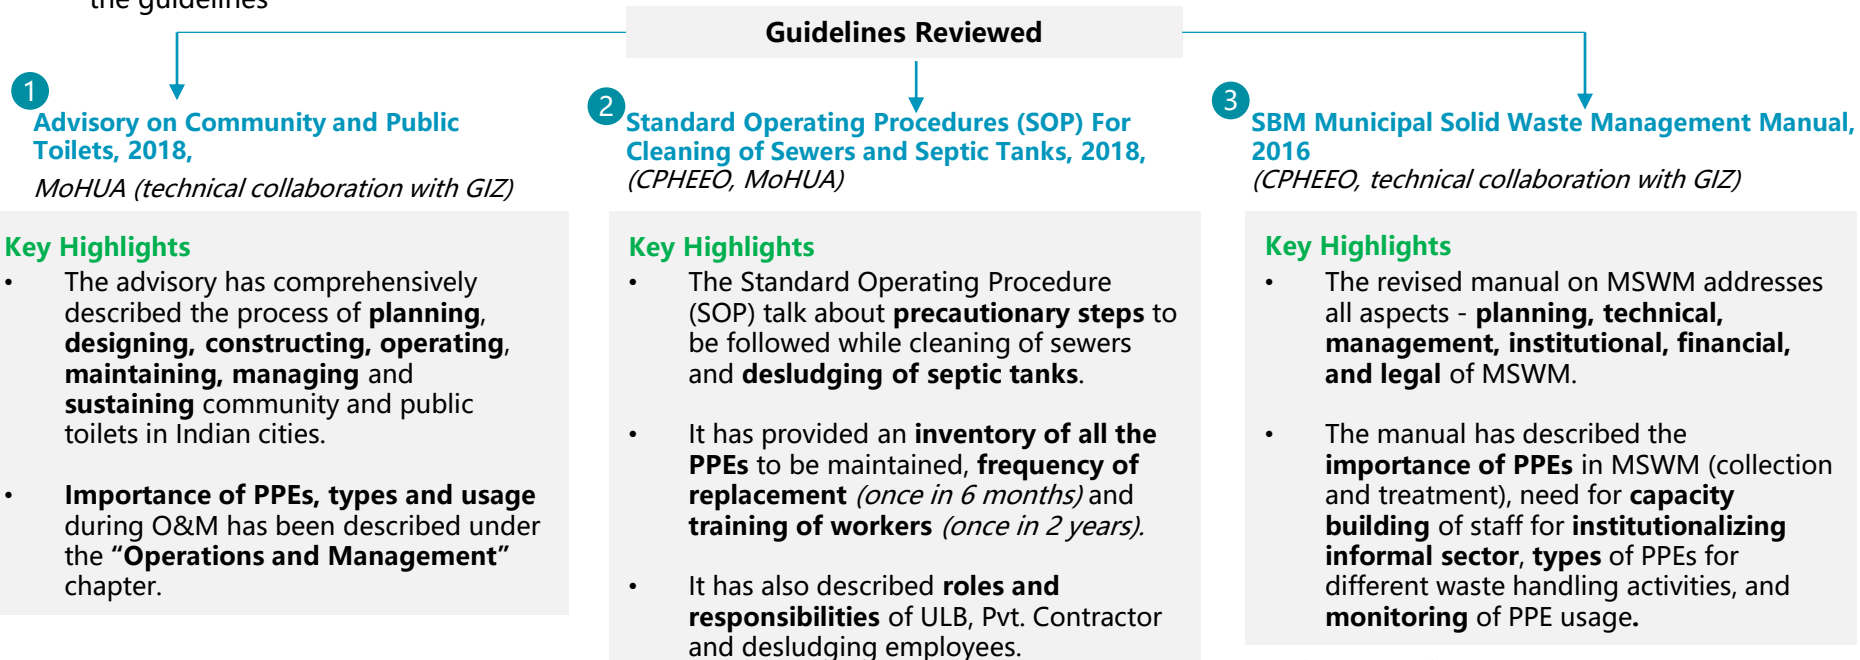 the guidelines
Guidelines Reviewed
1
Advisory on Community and Public
Toilets, 2018,
MoHUA (technical collaboration with GIZ)
Key Highlights
• The advisory has comprehensively
described the process of planning,
designing, constructing, operating,
maintaining, managing and
sustaining community and public
toilets in Indian cities.
• Importance of PPEs, types and usage
during O&M has been described under
the “Operations and Management”
chapter.
2
Standard Operating Procedures (SOP) For
Cleaning of Sewers and Septic Tanks, 2018,
(CPHEEO, MoHUA)
Key Highlights
• The Standard Operating Procedure
(SOP) talk about precautionary steps to
be followed while cleaning of sewers
and desludging of septic tanks.
• It has provided an inventory of all the
PPEs to be maintained, frequency of
replacement (once in 6 months) and
training of workers (once in 2 years).
• It has also described roles and
responsibilities of ULB, Pvt. Contractor
and desludging employees.
3
SBM Municipal Solid Waste Management Manual,
2016
(CPHEEO, technical collaboration with GIZ)
Key Highlights
• The revised manual on MSWM addresses
all aspects - planning, technical,
management, institutional, financial,
and legal of MSWM.
• The manual has described the
importance of PPEs in MSWM (collection
and treatment), need for capacity
building of staff for institutionalizing
informal sector, types of PPEs for
different waste handling activities, and
monitoring of PPE usage.